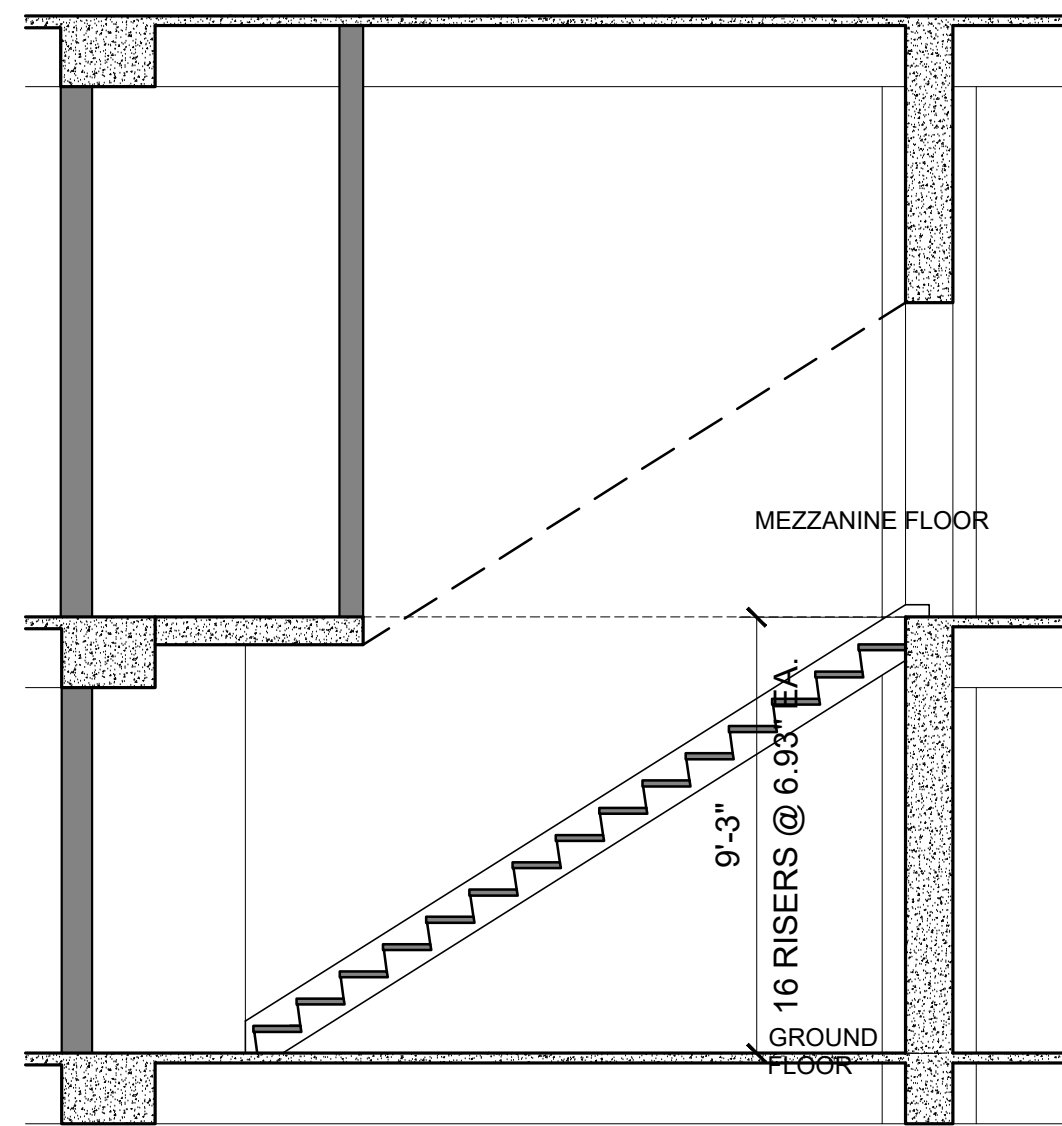 MEZZANINE FLOOR
9'-3"
16 RISERS @ 6.93" EA.
GROUND
FLOOR